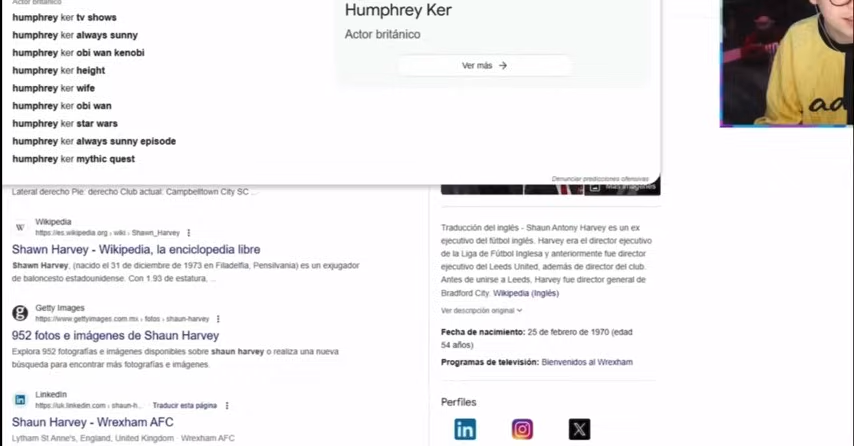 Actor británico
humphrey ker tv shows
humphrey ker always sunny
humphrey ker obi wan kenobi
humphrey ker height
humphrey ker wife
humphrey ker obi wan
humphrey ker star wars
humphrey ker always sunny episode
humphrey ker mythic quest
Humphrey Ker
Actor británico
Ver más →
Denunciar predicciones ofensivas
Lateral derecho Pie: derecho Club actual: Campbelltown City SC ...
Wikipedia
https://es.wikipedia.org › wiki › Shawn_Harvey
Shawn Harvey - Wikipedia, la enciclopedia libre
Shawn Harvey, (nacido el 31 de diciembre de 1973 en Filadelfia, Pensilvania) es un exjugador
de baloncesto estadounidense. Con 1.93 de estatura, ...
Getty Images
https://www.gettyimages.com.mx › fotos › shaun-harvey
952 fotos e imágenes de Shaun Harvey
Explora 952 fotografías e imágenes disponibles sobre shaun harvey o realiza una nueva
búsqueda para encontrar más fotografías e imágenes.
LinkedIn
https://uk.linkedin.com › shaun-h... · Traducir esta página
Shaun Harvey - Wrexham AFC
Lytham St Anne's, England, United Kingdom · Wrexham AFC
Más imágenes
Traducción del inglés - Shaun Antony Harvey es un ex
ejecutivo del fútbol inglés. Harvey era el director ejecutivo
de la Liga de Fútbol Inglesa y anteriormente fue director
ejecutivo del Leeds United, además de director del club.
Antes de unirse a Leeds, Harvey fue director general de
Bradford City. Wikipedia (Inglés)
Ver descripción original
Fecha de nacimiento: 25 de febrero de 1970 (edad
54 años)
Programas de televisión: Bienvenidos al Wrexham
Perfiles
ad